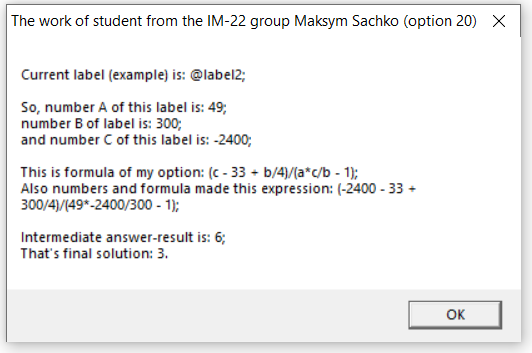 The work of student from the IM-22 group Maksym Sachko (option 20)
Current label (example) is: @label2;
So, number A of this label is: 49;
number B of label is: 300;
and number C of this label is: -2400;
This is formula of my option: (c - 33 + b/4)/(a*c/b - 1);
Also numbers and formula made this expression: (-2400 - 33 +
300/4)/(49*-2400/300 - 1);
Intermediate answer-result is: 6;
That's final solution: 3.
OK